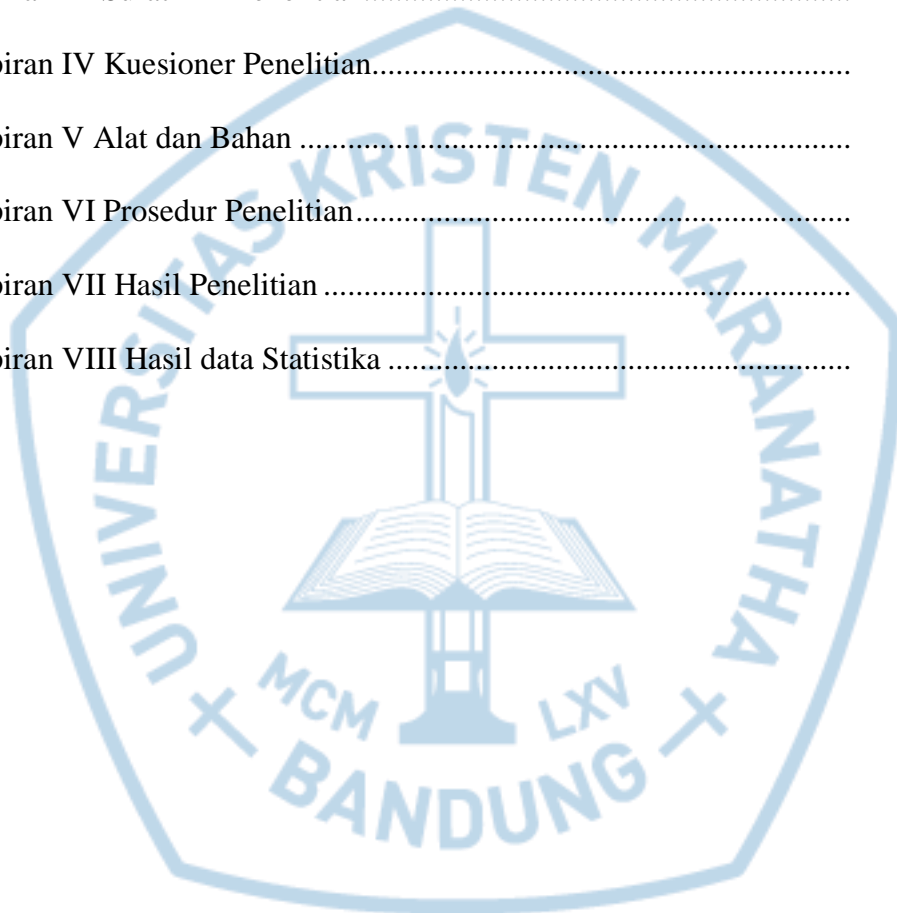 piran IV Kuesioner Penelitian...........................................................................
piran V Alat dan Bahan .....................................................................................
piran VI Prosedur Penelitian..............................................................................
piran VII Hasil Penelitian ..................................................................................
piran VIII Hasil data Statistika ..........................................................................
UNIVERSITAS KRISTEN MARANATHA
MCM LXV
BANDUNG